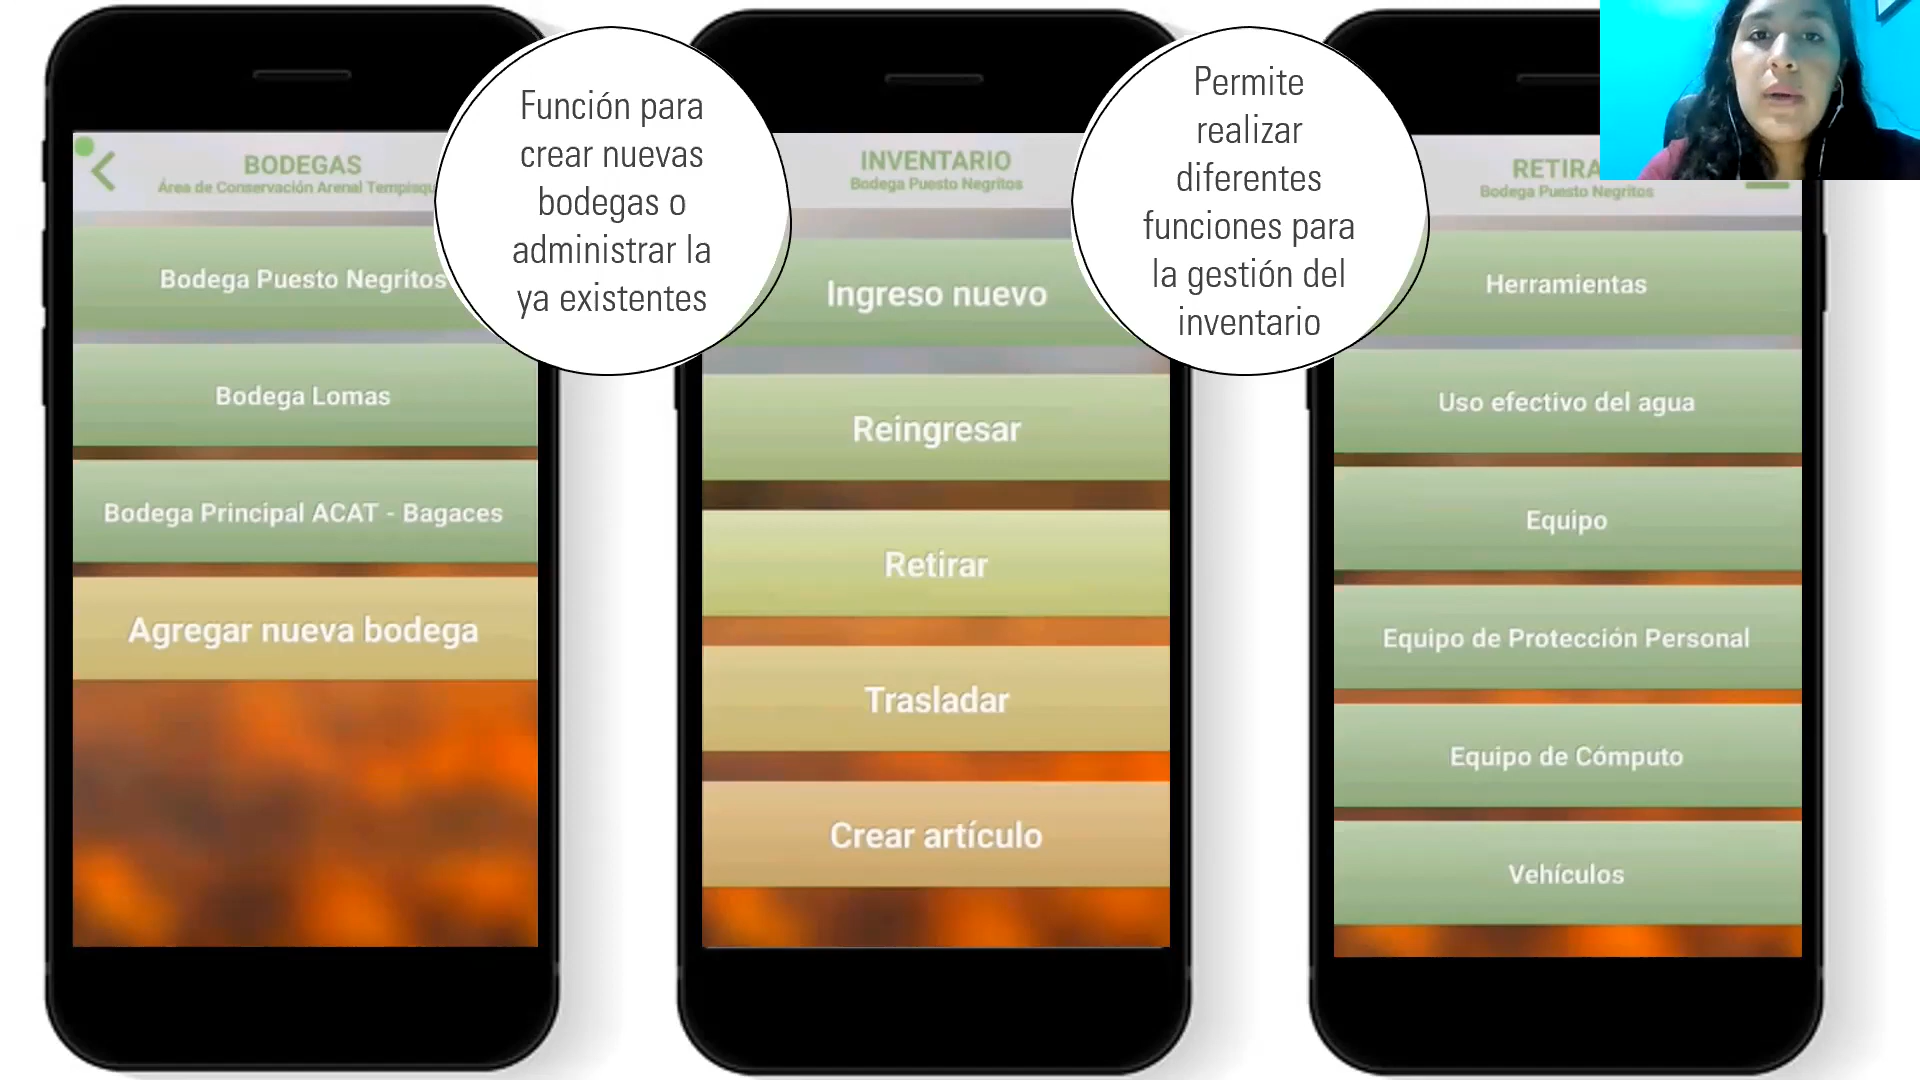 BODEGAS
Área de Conservación Arenal Tempisqu
Bodega Puesto Negritos
Bodega Lomas
Bodega Principal ACAT - Bagaces
Agregar nueva bodega
Función para
crear nuevas
bodegas o
administrar la
ya existentes
INVENTARIO
Bodega Puesto Negritos
Ingreso nuevo
Reingresar
Retirar
Trasladar
Crear artículo
Permite
realizar
diferentes
funciones para
la gestión del
inventario
RETIRA
Bodega Puesto Negritos
Herramientas
Uso efectivo del agua
Equipo
Equipo de Protección Personal
Equipo de Cómputo
Vehículos